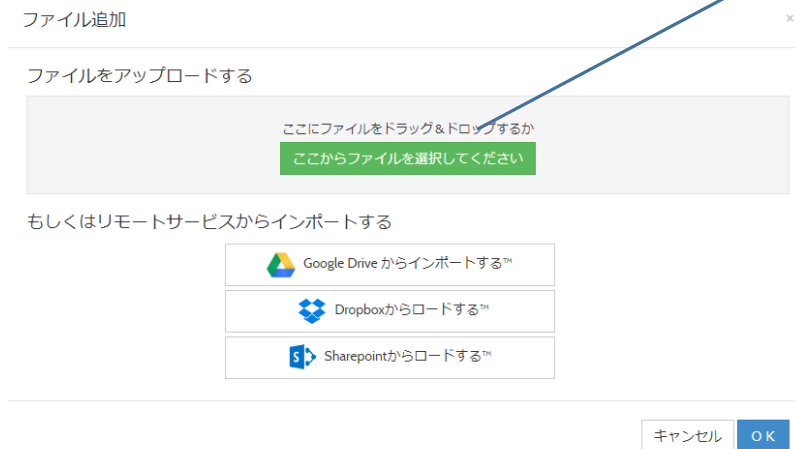 ファイル追加
×
ファイルをアップロードする
ここにファイルをドラッグ&ドロップするか
ここからファイルを選択してください
もしくはリモートサービスからインポートする
Google Drive からインポートする™
Dropboxからロードする™
Sharepointからロードする™
キャンセル
OK